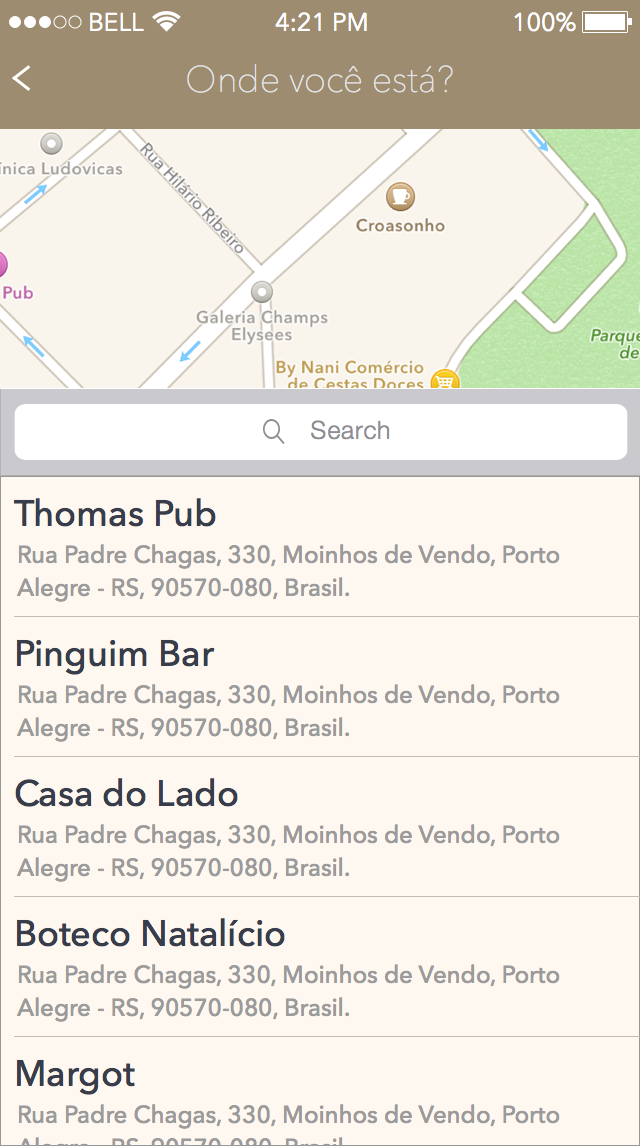 BELL 4:21 PM 100%
Onde você está?
ínica Ludovicas
Rua Hilário Ribeiro
Croasonho
Pub
Galeria Champs
Elysees
Parque
de
By Nani Comércio
de Cestas Doces
Search
Thomas Pub
Rua Padre Chagas, 330, Moinhos de Vendo, Porto
Alegre - RS, 90570-080, Brasil.
Pinguim Bar
Rua Padre Chagas, 330, Moinhos de Vendo, Porto
Alegre - RS, 90570-080, Brasil.
Casa do Lado
Rua Padre Chagas, 330, Moinhos de Vendo, Porto
Alegre - RS, 90570-080, Brasil.
Boteco Natalício
Rua Padre Chagas, 330, Moinhos de Vendo, Porto
Alegre - RS, 90570-080, Brasil.
Margot
Rua Padre Chagas, 330, Moinhos de Vendo, Porto